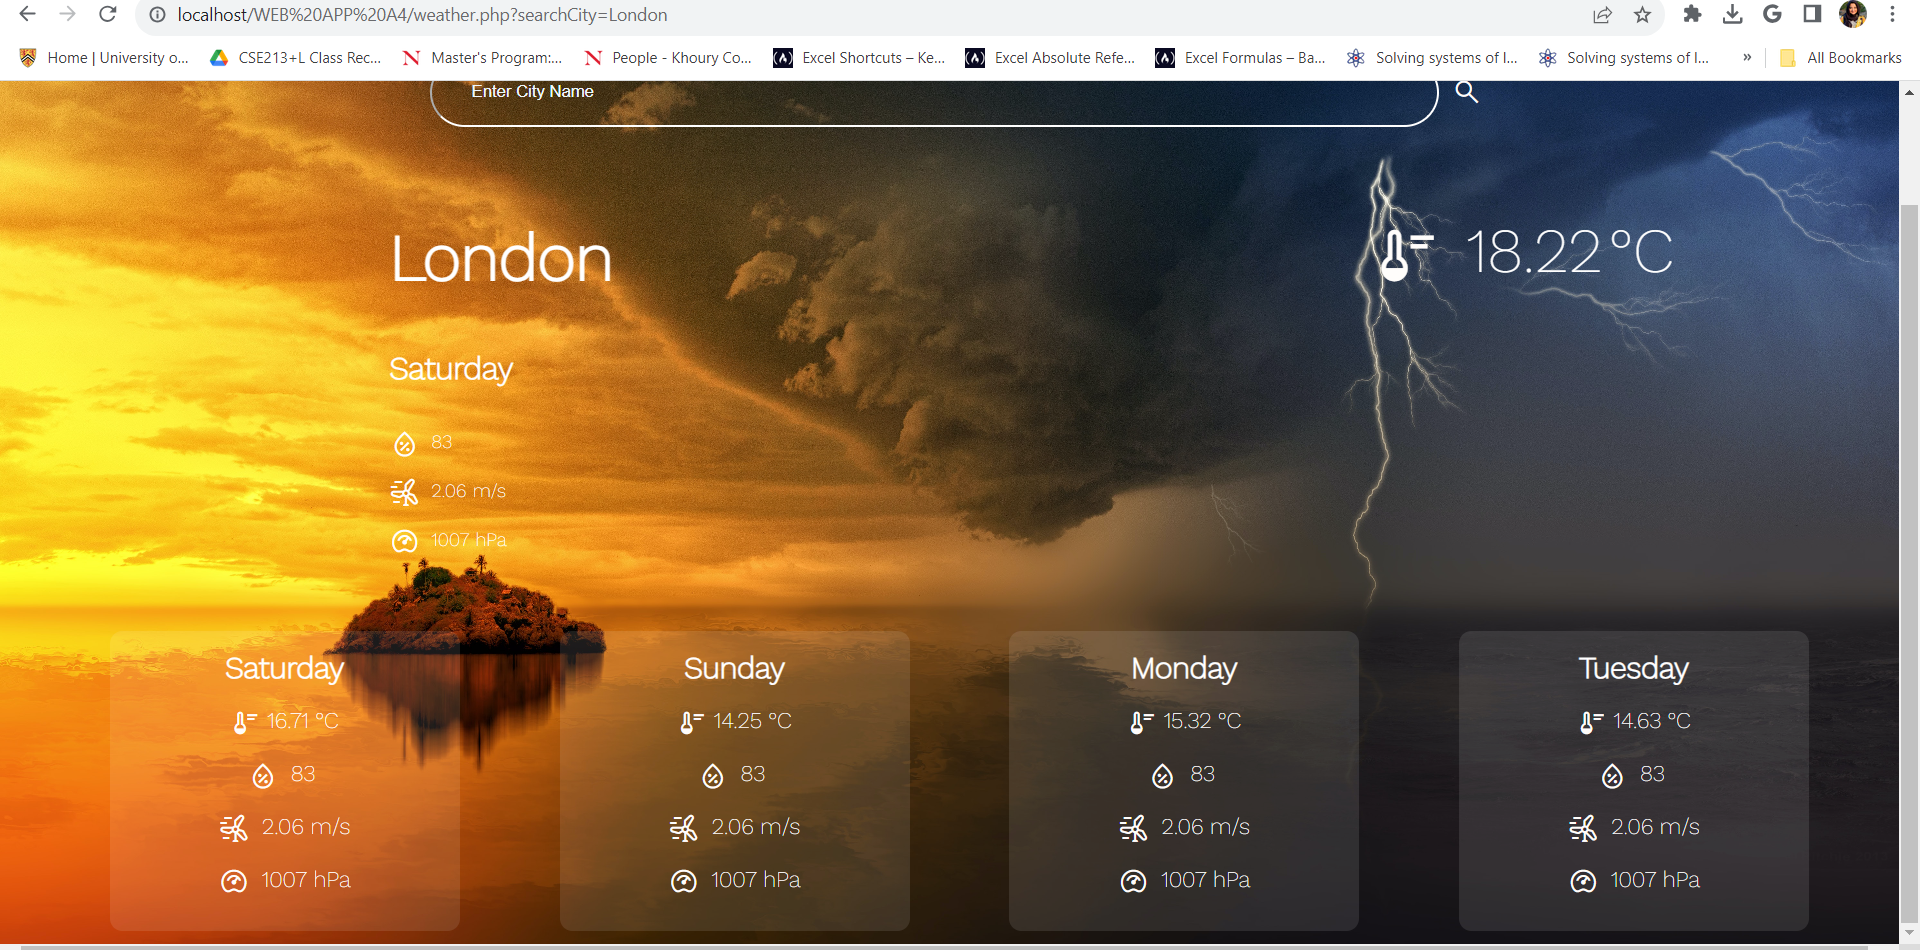 localhost/WEB%20APP%20A4/weather.php?searchCity=London
Home | University o... CSE213+L Class Rec... Master's Program:... People - Khoury Co... Excel Shortcuts – Ke... Excel Absolute Refe... Excel Formulas – Ba... Solving systems of l... Solving systems of l... » All Bookmarks
Enter City Name
London
18.22 °C
Saturday
83
2.06 m/s
1007 hPa
Saturday
16.71 °C
83
2.06 m/s
1007 hPa
Sunday
14.25 °C
83
2.06 m/s
1007 hPa
Monday
15.32 °C
83
2.06 m/s
1007 hPa
Tuesday
14.63 °C
83
2.06 m/s
1007 hPa